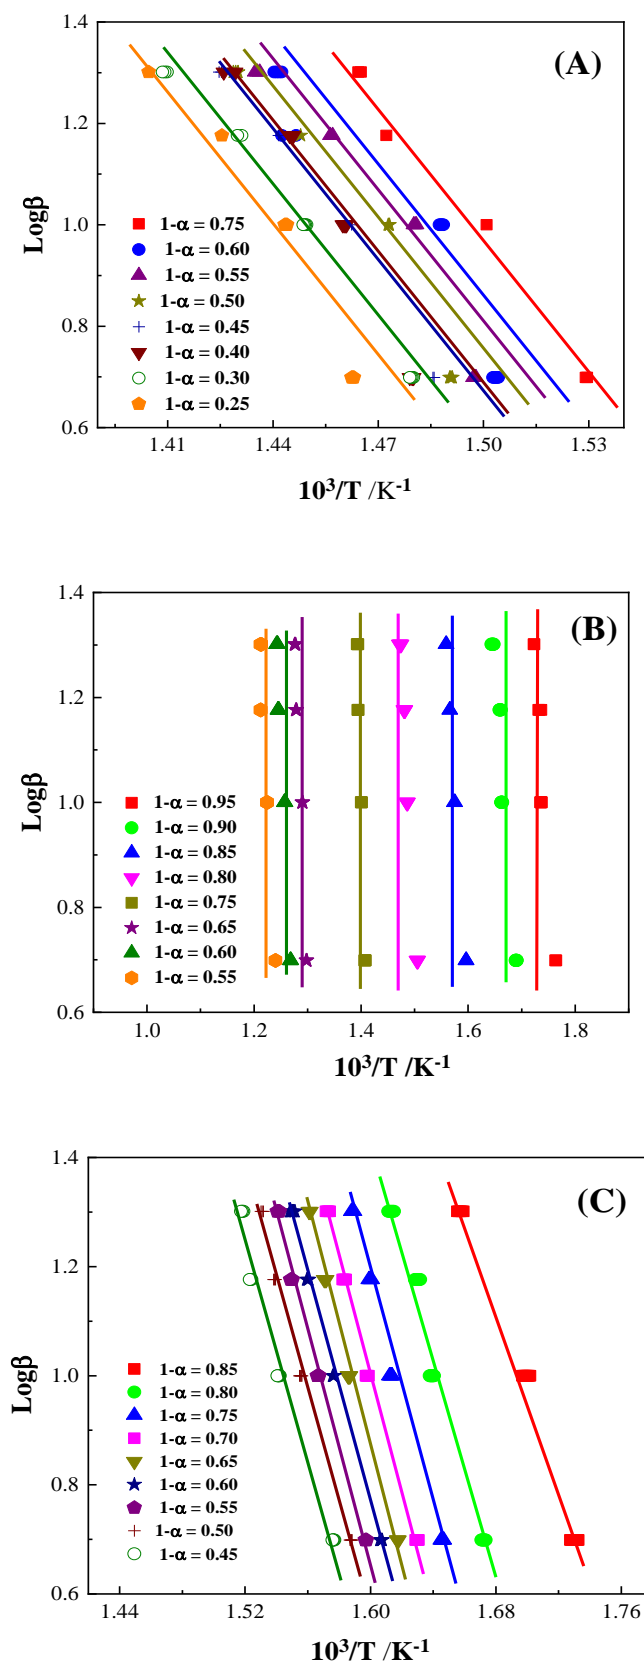 1.4
(A)
1.2
1.0
0.8
0.6
Logβ
1-α = 0.75
1-α = 0.60
1-α = 0.55
1-α = 0.50
1-α = 0.45
1-α = 0.40
1-α = 0.30
1-α = 0.25
1.41 1.44 1.47 1.50 1.53
10³/T /K⁻¹
1.4
(B)
1.2
1.0
0.8
0.6
Logβ
1-α = 0.95
1-α = 0.90
1-α = 0.85
1-α = 0.80
1-α = 0.75
1-α = 0.65
1-α = 0.60
1-α = 0.55
1.0 1.2 1.4 1.6 1.8
10³/T /K⁻¹
1.4
(C)
1.2
1.0
0.8
0.6
Logβ
1-α = 0.85
1-α = 0.80
1-α = 0.75
1-α = 0.70
1-α = 0.65
1-α = 0.60
1-α = 0.55
1-α = 0.50
1-α = 0.45
1.44 1.52 1.60 1.68 1.76
10³/T /K⁻¹